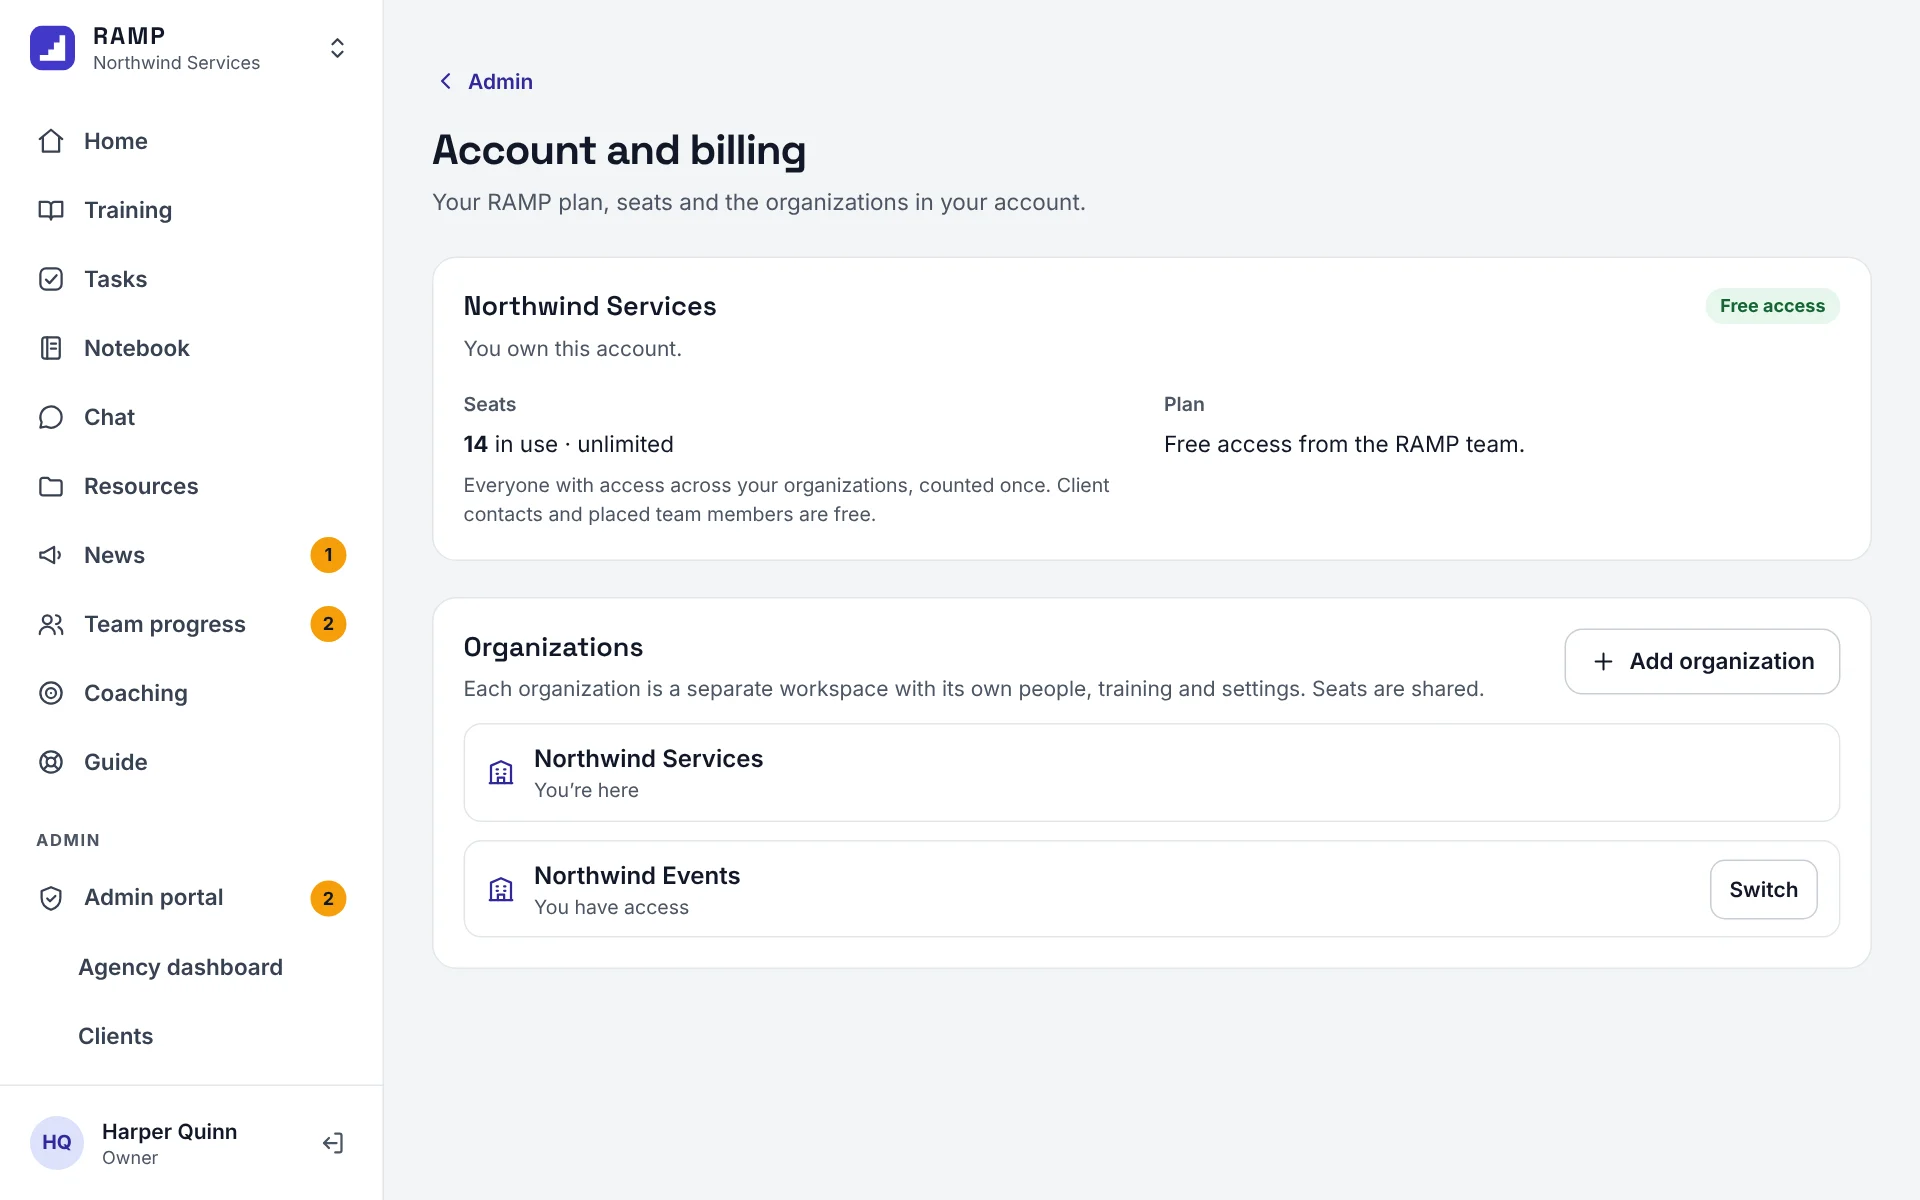 RAMP
Northwind Services
Home
Training
Tasks
Notebook
Chat
Resources
News
1
Team progress
2
Coaching
Guide
ADMIN
Admin portal
2
Agency dashboard
Clients
HQ
Harper Quinn
Owner
Admin
Account and billing
Your RAMP plan, seats and the organizations in your account.
Northwind Services
Free access
You own this account.
Seats
14 in use · unlimited
Everyone with access across your organizations, counted once. Client
contacts and placed team members are free.
Plan
Free access from the RAMP team.
Organizations
Each organization is a separate workspace with its own people, training and settings. Seats are shared.
Add organization
Northwind Services
You’re here
Northwind Events
You have access
Switch